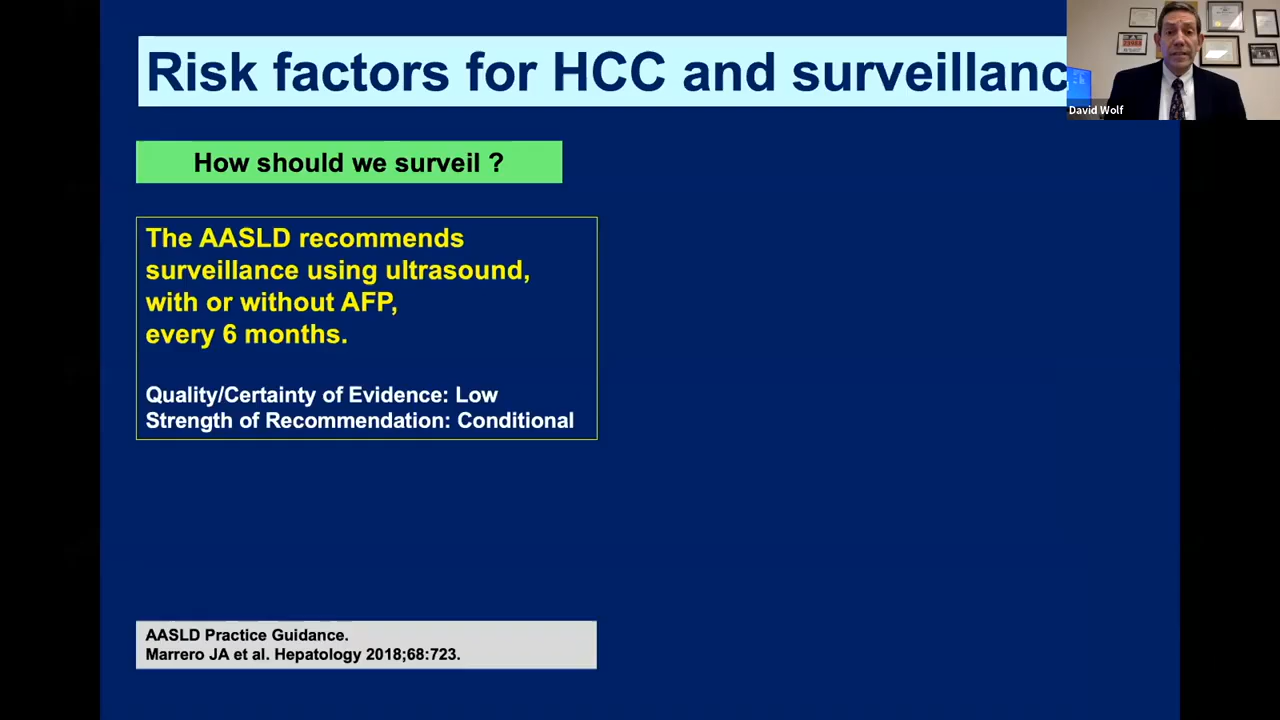 Risk factors for HCC and surveillanc
David Wolf
How should we surveil ?
The AASLD recommends
surveillance using ultrasound,
with or without AFP,
every 6 months.
Quality/Certainty of Evidence: Low
Strength of Recommendation: Conditional
AASLD Practice Guidance.
Marrero JA et al. Hepatology 2018;68:723.